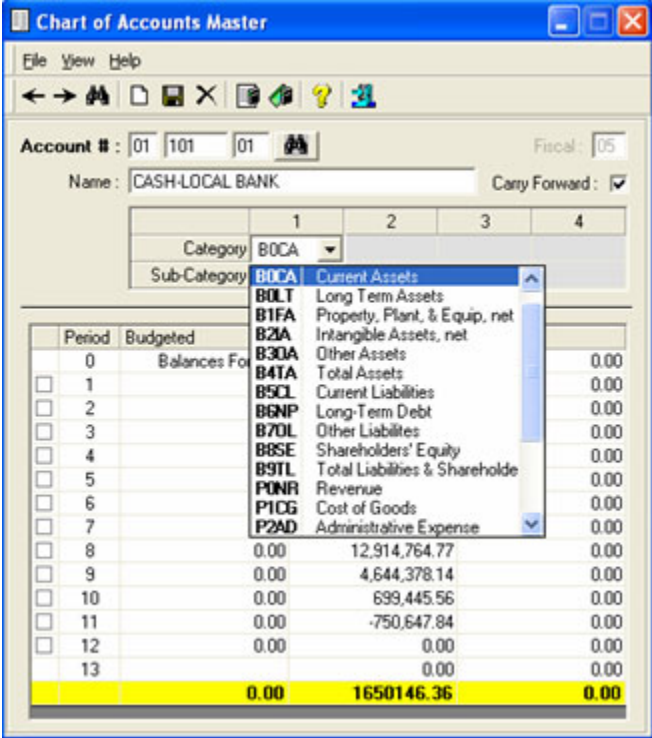 Chart of Accounts Master
File View Help
Account # : 01 101 01 Fiscal : 05
Name : CASH-LOCAL BANK Carry Forward :
1 2 3 4
Category B0CA
Sub-Category
B0CA Current Assets
B0LT Long Term Assets
B1FA Property, Plant, & Equip, net
B2IA Intangible Assets, net
B3OA Other Assets
B4TA Total Assets
B5CL Current Liabilities
B6NP Long-Term Debt
B7OL Other Liabilites
B8SE Shareholders' Equity
B9TL Total Liabilities & Shareholde
P0NR Revenue
P1CG Cost of Goods
P2AD Administrative Expense
Period Budgeted
0 Balances For 0.00
1 0.00
2 0.00
3 0.00
4 0.00
5 0.00
6 0.00
7 0.00
8 0.00 12,914,764.77 0.00
9 0.00 4,644,378.14 0.00
10 0.00 699,445.56 0.00
11 0.00 -750,647.84 0.00
12 0.00 0.00 0.00
13 0.00 0.00
0.00 1650146.36 0.00